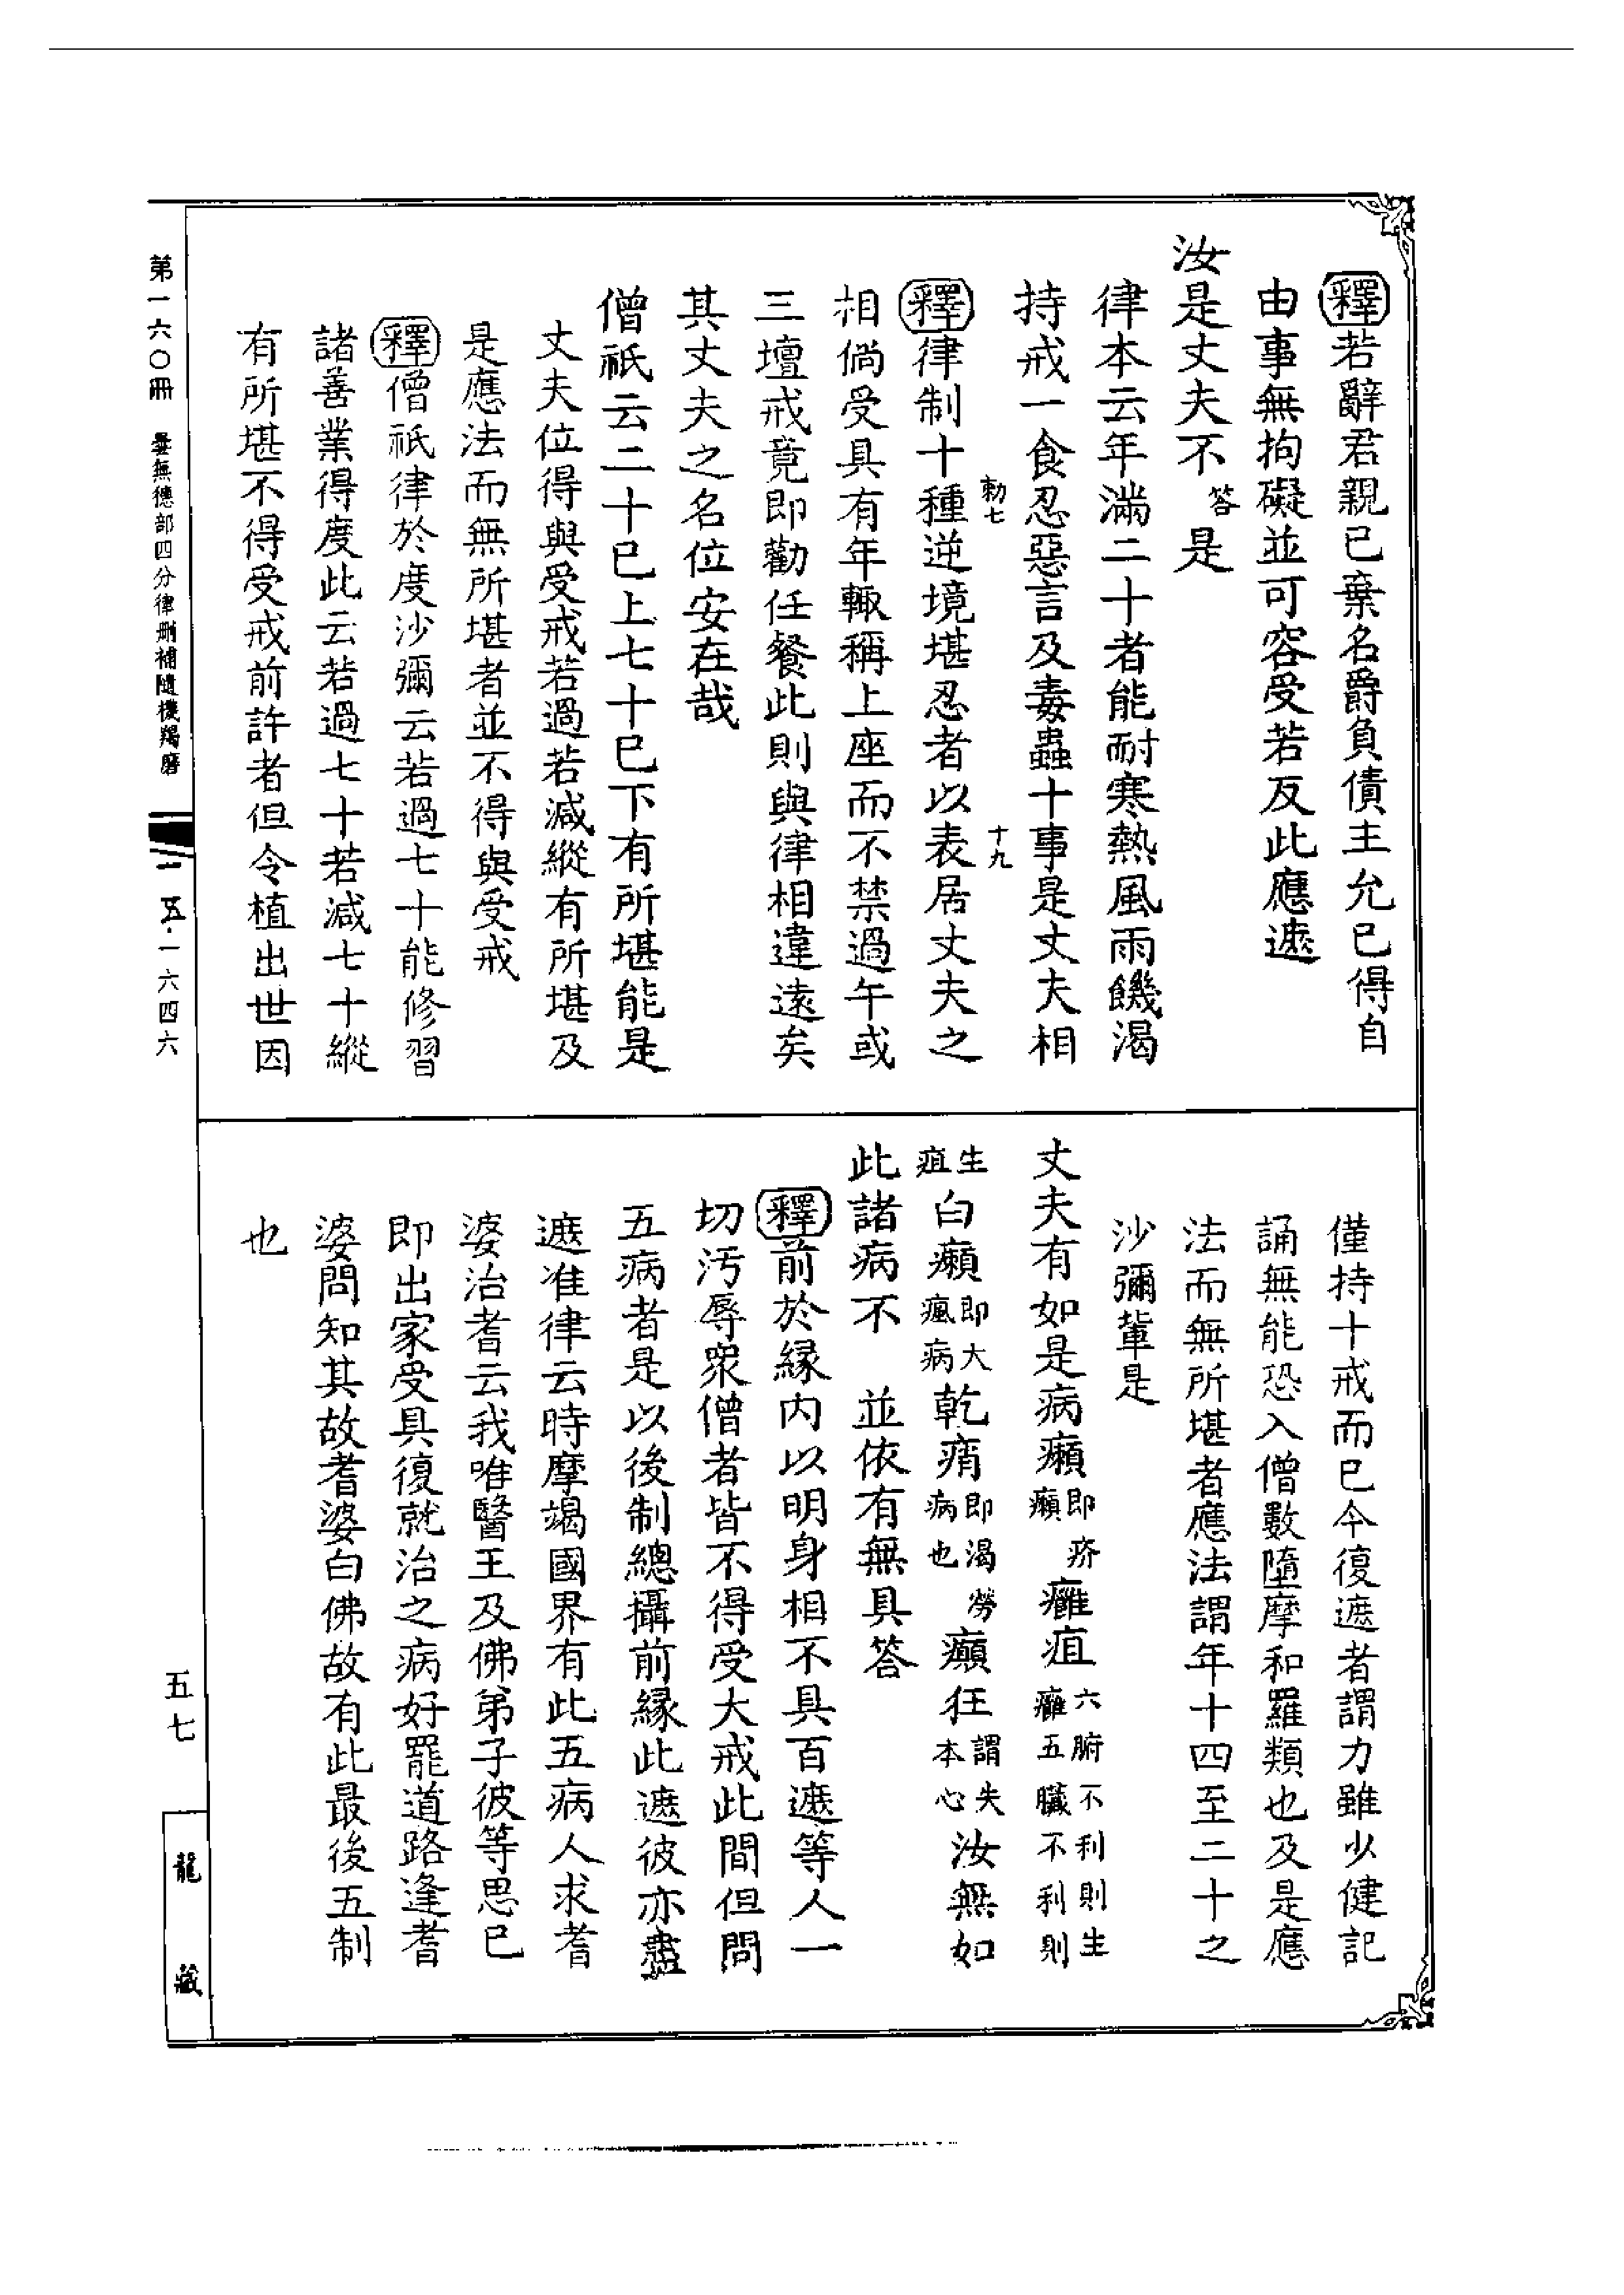 釋若辭君親已棄名爵負債主允已得自
由事無拘礙並可容受若反此應遮
汝是丈夫不答是
律本云年滿二十者能耐寒熱風雨饑渴
持戒一食忍惡言及毒蟲十事是丈夫相
勑七 十九
釋律制十種逆境堪忍者以表居丈夫之
相倘受具有年輙稱上座而不禁過午或
三壇戒竟即勸任餐此則與律相違遠矣
其丈夫之名位安在哉
僧祇云二十已上七十已下有所堪能是
丈夫位得與受戒若過若減縱有所堪及
是應法而無所堪者並不得與受戒
釋僧祇律於度沙彌云若過七十能修習
諸善業得度此云若過七十若減七十縱
有所堪不得受戒前許者但令植出世因
僅持十戒而已今復遮者謂力雖少健記
誦無能恐入僧數墮摩和羅類也及是應
法而無所堪者應法謂年十四至二十之
沙彌輩是
丈夫有如是病癩即疥癩癰疽六腑不利則生癰五臟不利則
生疽白癩即大瘋病乾痟即渴勞病也癲狂謂失本心汝無如
此諸病不 並依有無具答
釋前於緣內以明身相不具百遮等人一
切汚辱眾僧者皆不得受大戒此間但問
五病者是以後制總攝前緣此遮彼亦盡
遮准律云時摩竭國界有此五病人求耆
婆治耆云我唯醫王及佛弟子彼等思已
即出家受具復就治之病好罷道路逢耆
婆問知其故耆婆白佛故有此最後五制
也
第一六〇冊 曇無德部四分律刪補隨機羯磨 一 五·一六四六
五七
龍藏